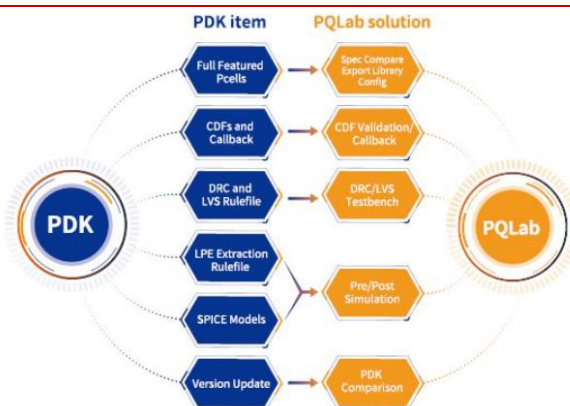 PDK item
PQLab solution
Full Featured
Pcells
Spec Compare
Export Library
Config
CDFs and
Callback
CDF Validation/
Callback
DRC and
LVS Rulefile
DRC/LVS
Testbench
PDK
PQLab
LPE Extraction
Rulefile
Pre/Post
Simulation
SPICE Models
Version Update
PDK
Comparison